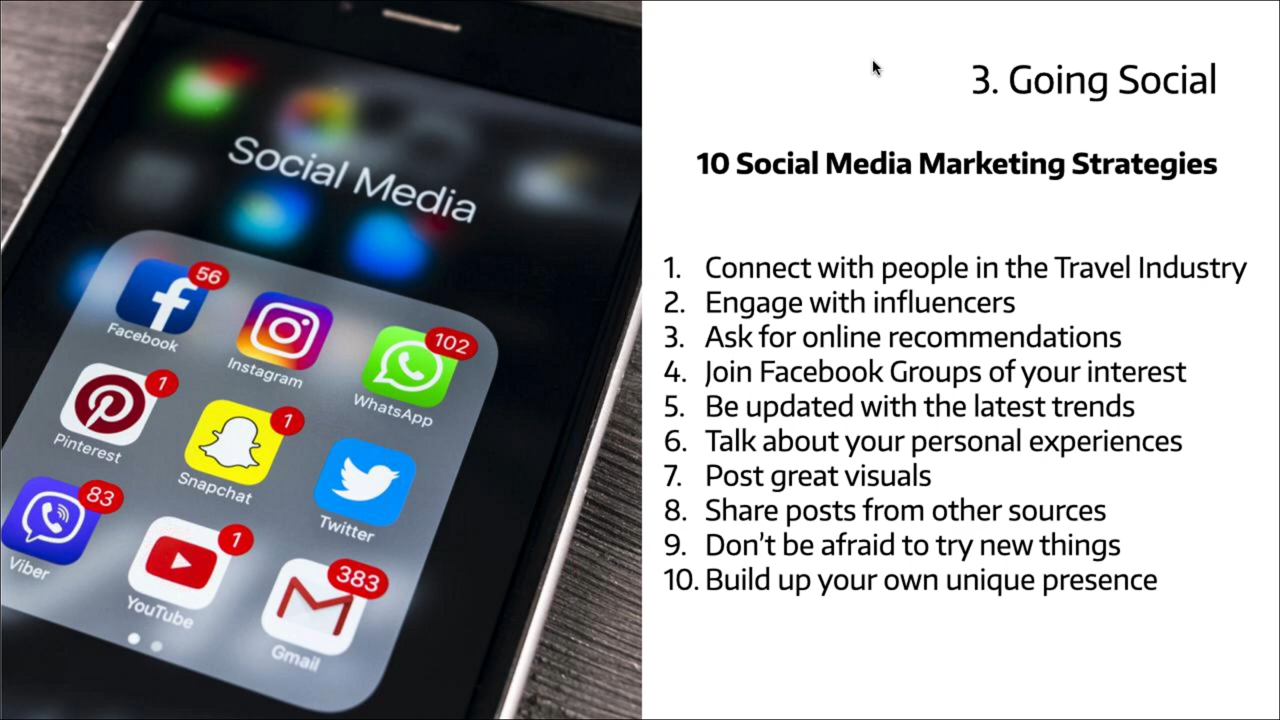 Social Media
56
Facebook
Instagram
102
WhatsApp
1
Pinterest
1
Snapchat
Twitter
83
Viber
1
YouTube
383
Gmail
3. Going Social
10 Social Media Marketing Strategies
1. Connect with people in the Travel Industry
2. Engage with influencers
3. Ask for online recommendations
4. Join Facebook Groups of your interest
5. Be updated with the latest trends
6. Talk about your personal experiences
7. Post great visuals
8. Share posts from other sources
9. Don't be afraid to try new things
10. Build up your own unique presence